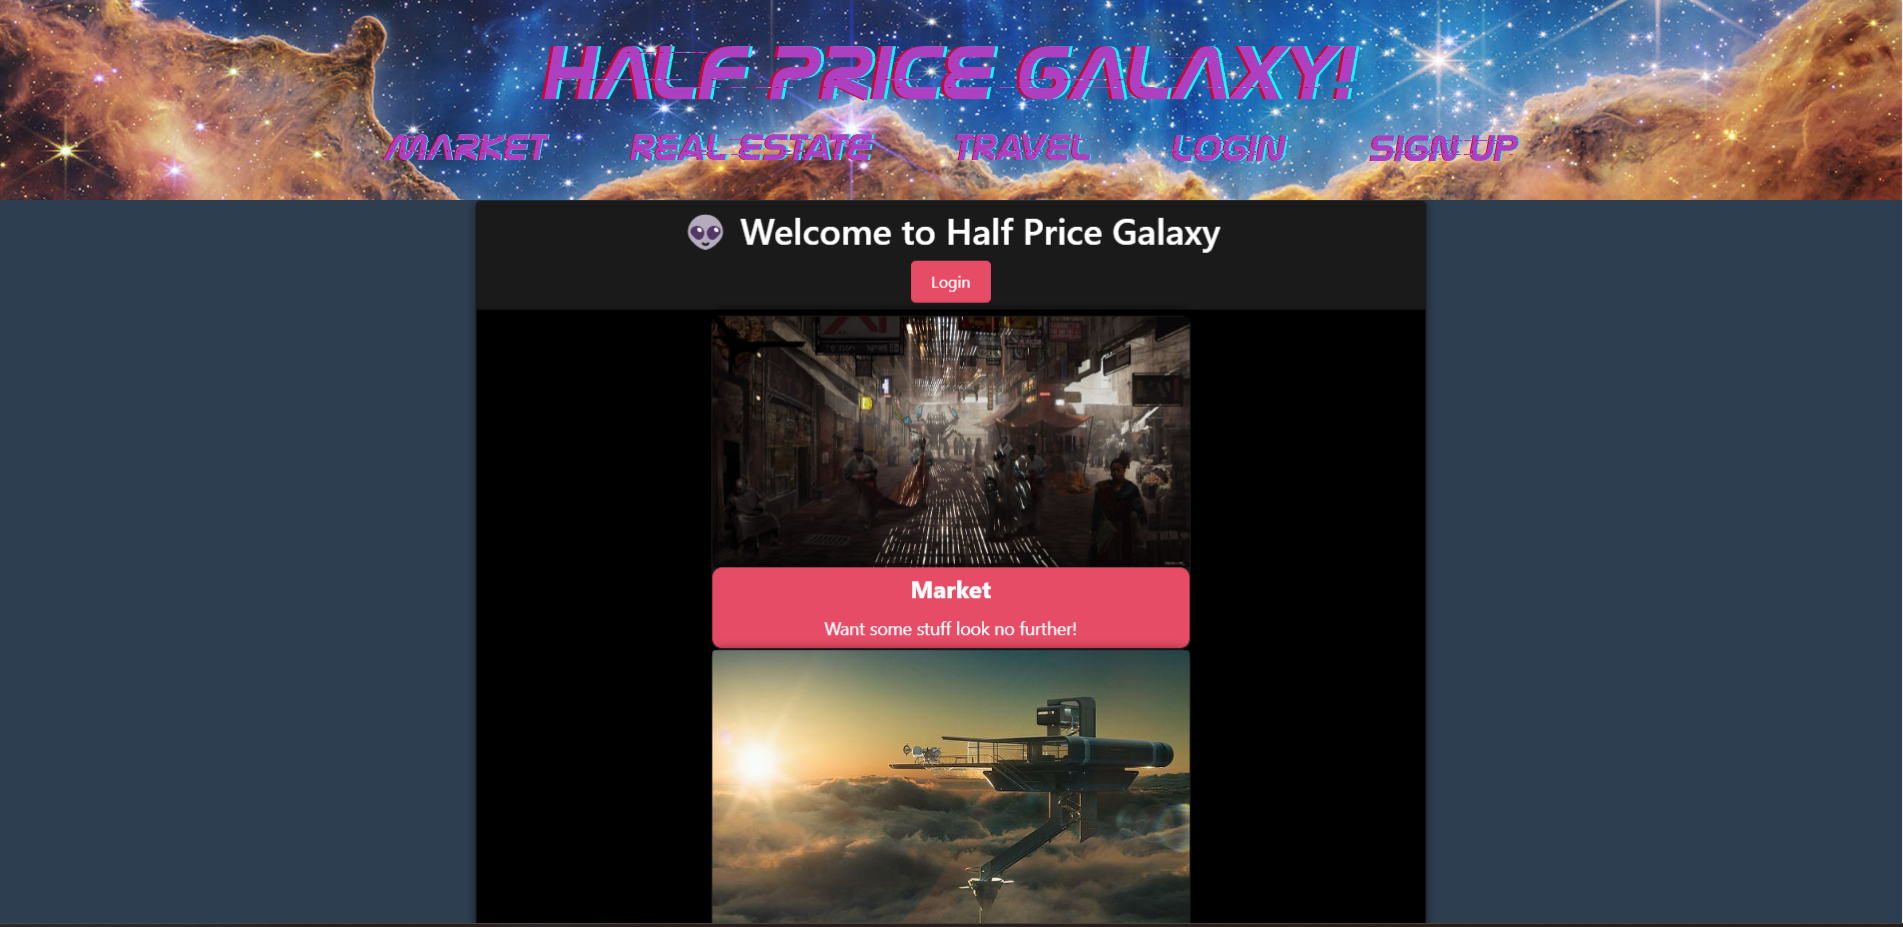 HALF PRICE GALAXY!
MARKET REAL ESTATE TRAVEL LOGIN SIGN UP
👽 Welcome to Half Price Galaxy
Login
Market
Want some stuff look no further!